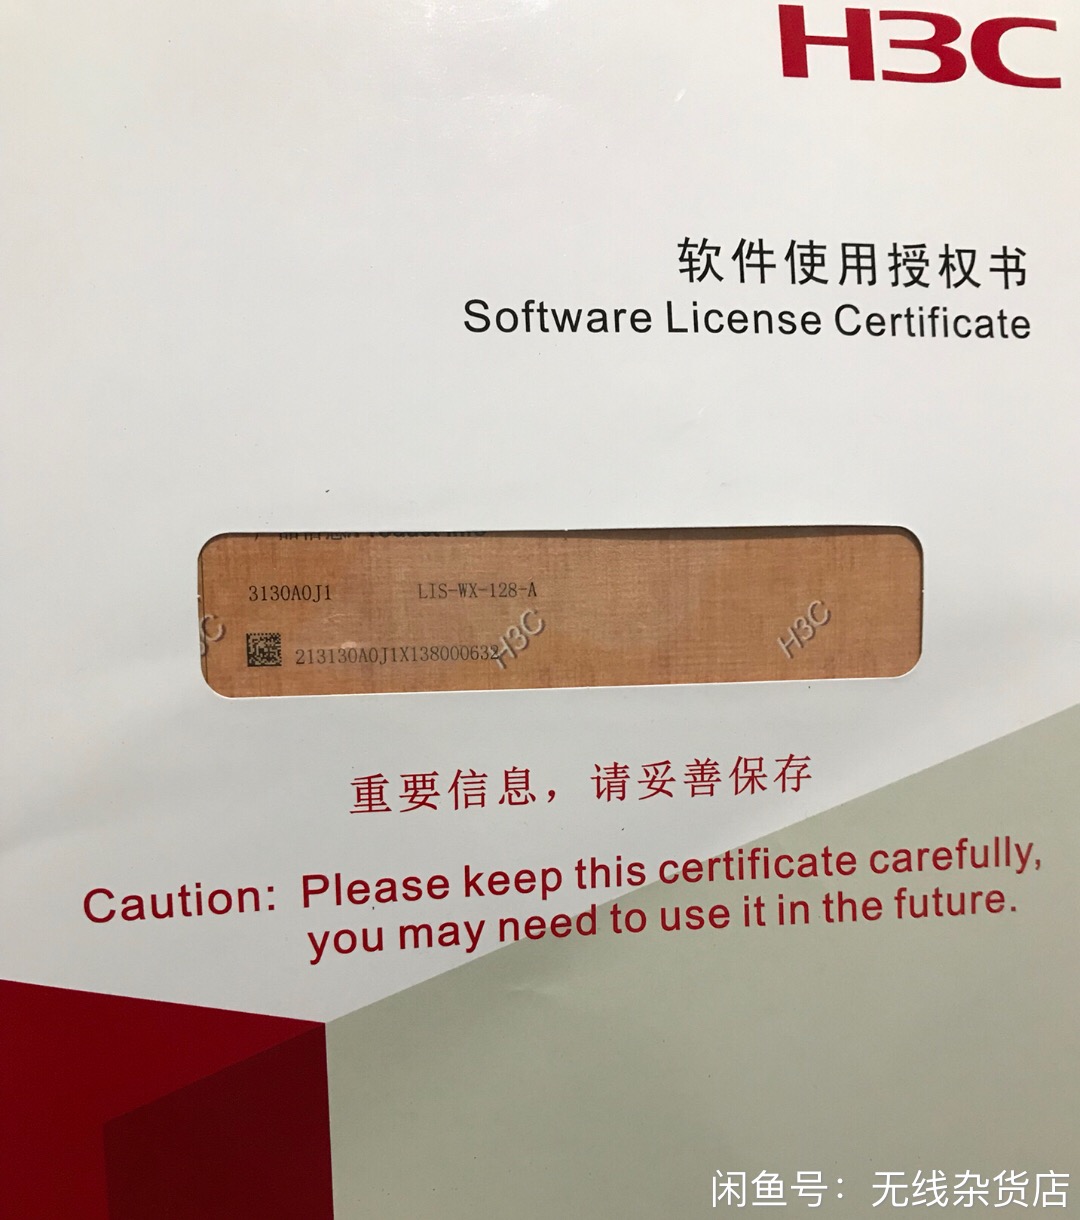 H3C
软件使用授权书
Software License Certificate
3130A0J1 LIS-WX-128-A
213130A0J1X138000632
H3C
H3C
重要信息，请妥善保存
Caution: Please keep this certificate carefully,
you may need to use it in the future.
闲鱼号：无线杂货店